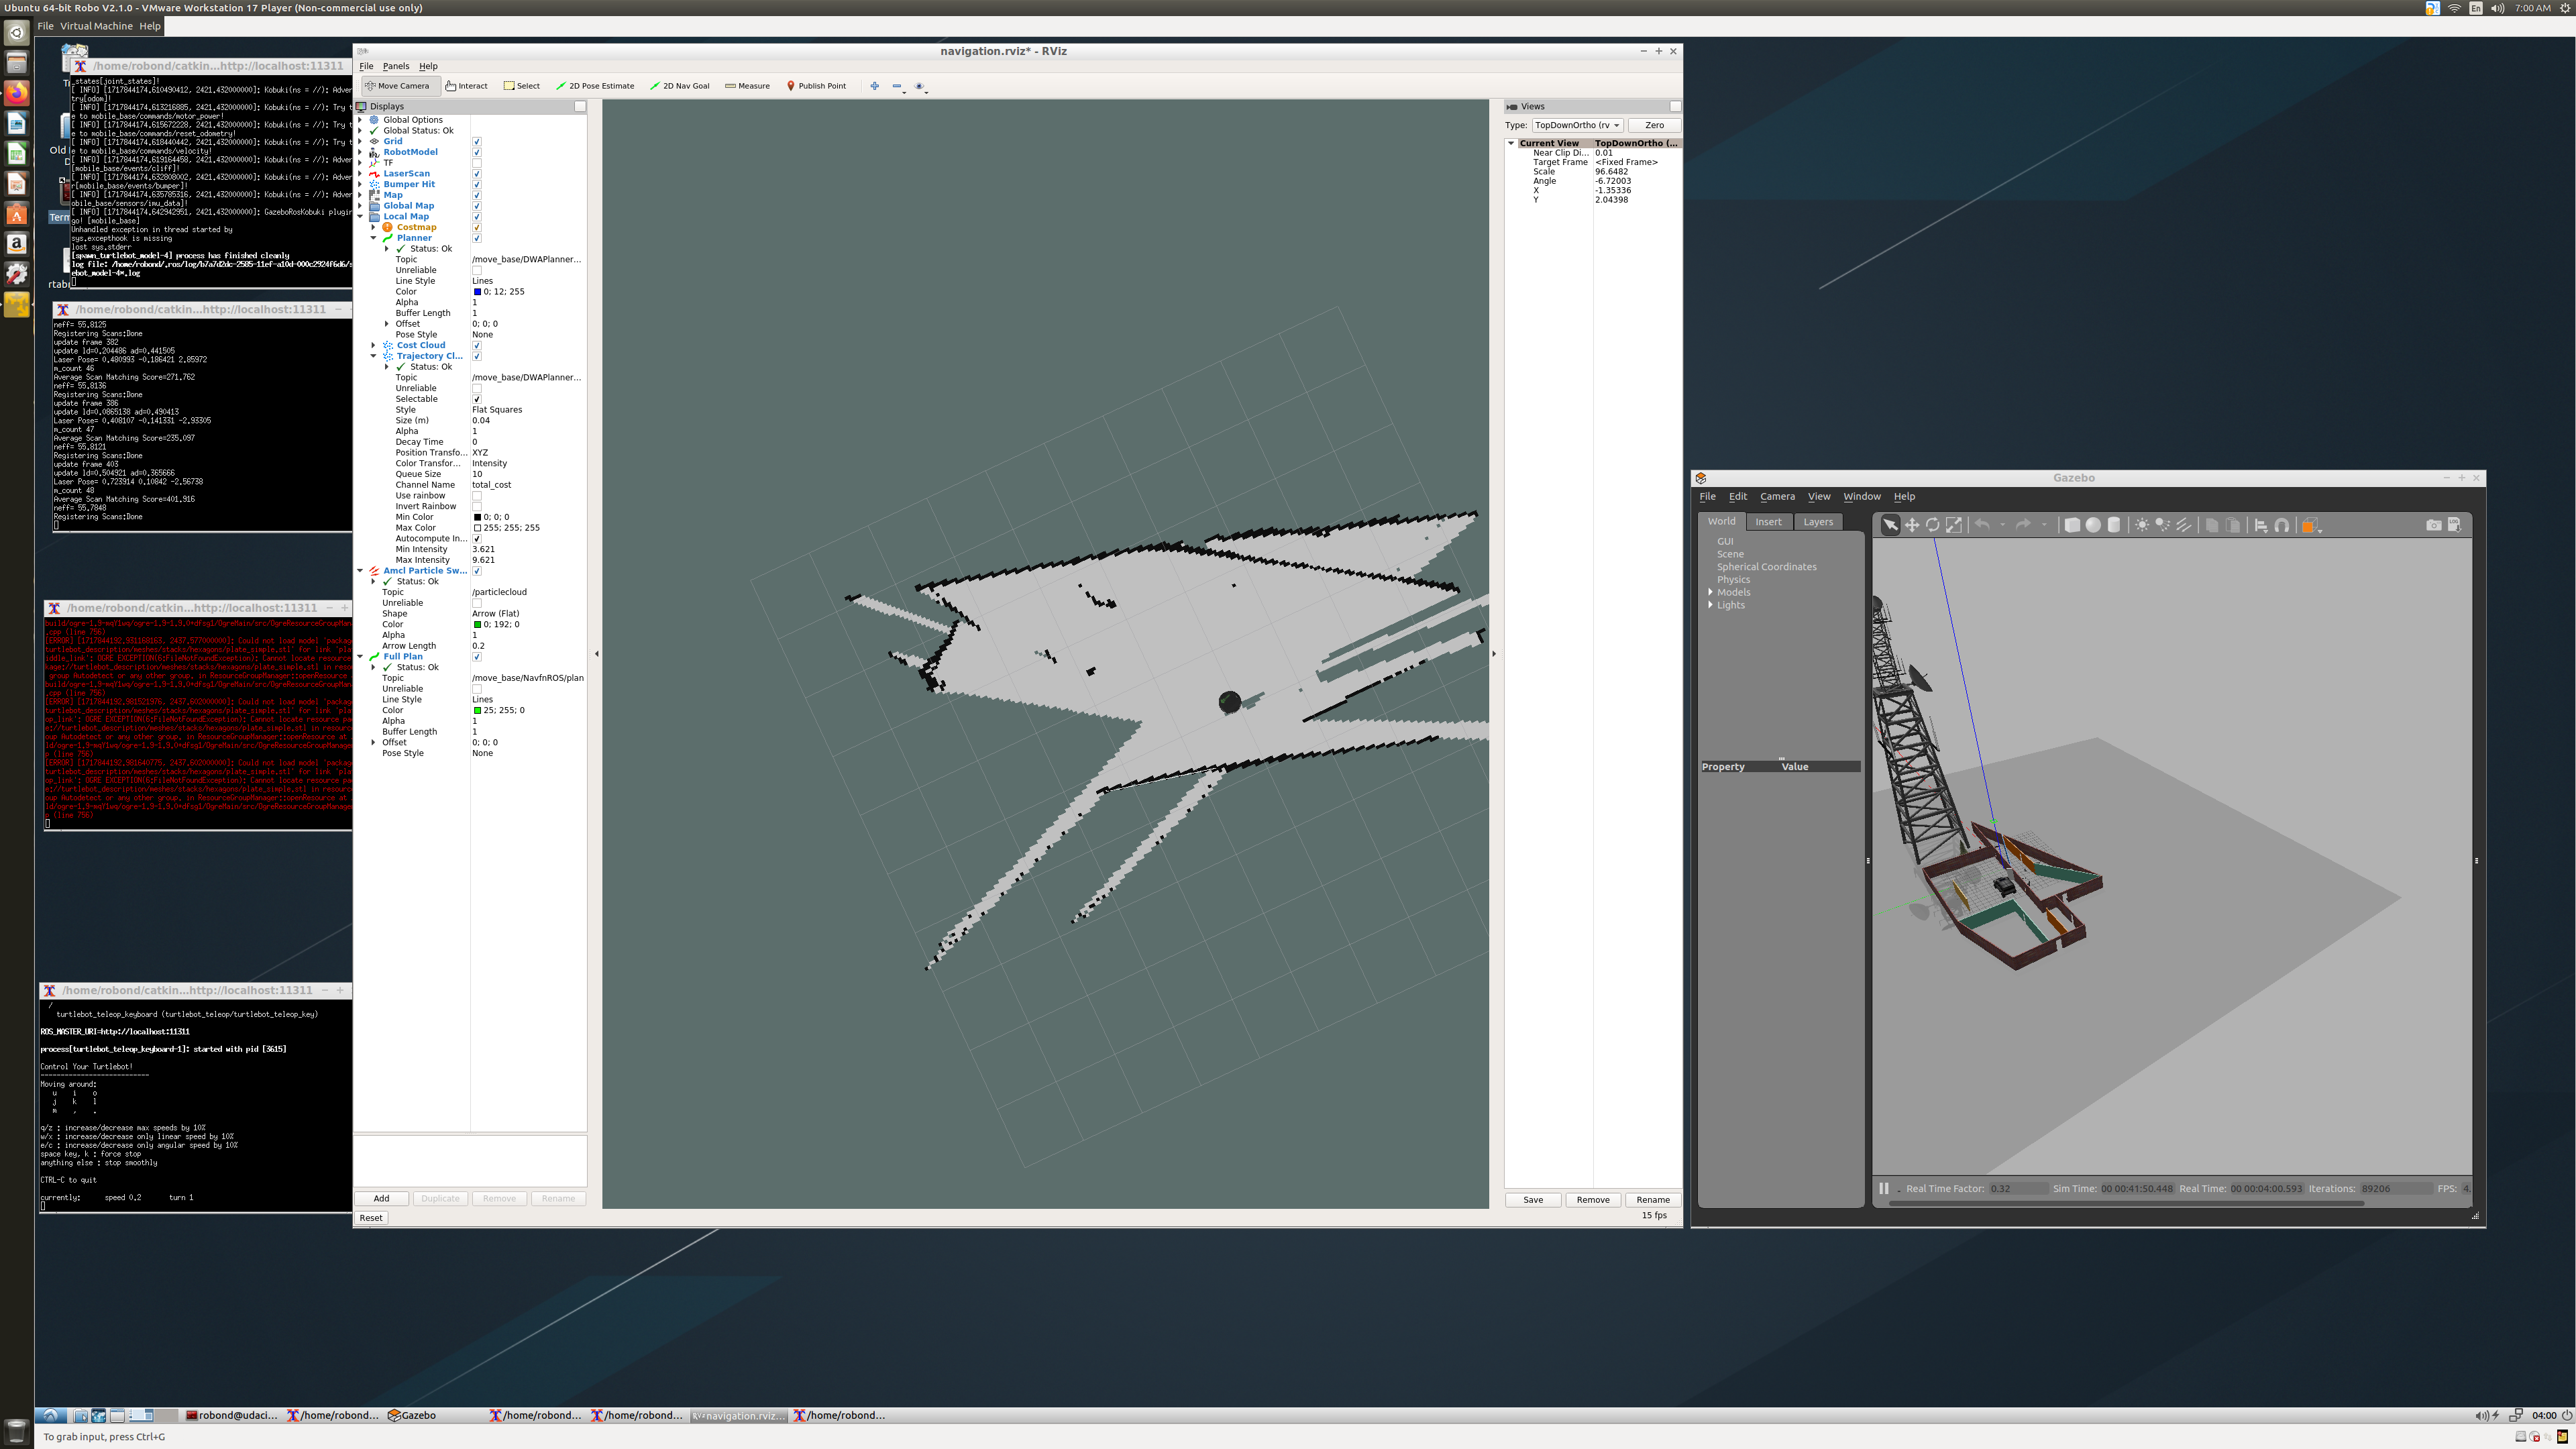 Ubuntu 64-bit Robo V2.1.0 - VMware Workstation 17 Player (Non-commercial use only)
En
7:00 AM
File Virtual Machine Help
/home/robond/catkin...http://localhost:11311
_states[joint_states]!
[ INFO] [1717844174.610490412, 2421.432000000]: Kobuki(ns = //): Adver
try[odom]!
[ INFO] [1717844174.613216885, 2421.432000000]: Kobuki(ns = //): Try t
e to mobile_base/commands/motor_power!
[ INFO] [1717844174.615672228, 2421.432000000]: Kobuki(ns = //): Try t
e to mobile_base/commands/reset_odometry!
[ INFO] [1717844174.618440442, 2421.432000000]: Kobuki(ns = //): Try t
e to mobile_base/commands/velocity!
[ INFO] [1717844174.619164458, 2421.432000000]: Kobuki(ns = //): Adver
[mobile_base/events/cliff]!
[ INFO] [1717844174.632808002, 2421.432000000]: Kobuki(ns = //): Adver
r[mobile_base/events/bumper]!
[ INFO] [1717844174.635785316, 2421.432000000]: Kobuki(ns = //): Adver
obile_base/sensors/imu_data]!
[ INFO] [1717844174.642942951, 2421.432000000]: GazeboRosKobuki plugin
go! [mobile_base]
Unhandled exception in thread started by
sys.excepthook is missing
lost sys.stderr
[spawn_turtlebot_model-4] process has finished cleanly
log file: /home/robond/.ros/log/b7a7d2dc-2585-11ef-a10d-000c2924f6d6/s
ebot_model-4*.log
Old
Term
rtab
/home/robond/catkin...http://localhost:11311
neff= 55.8125
Registering Scans:Done
update frame 382
update ld=0.204486 ad=0.441505
Laser Pose= 0.480993 -0.186421 2.85972
m_count 46
Average Scan Matching Score=271.762
neff= 55.8136
Registering Scans:Done
update frame 386
update ld=0.0865138 ad=0.490413
Laser Pose= 0.408107 -0.141331 -2.93305
m_count 47
Average Scan Matching Score=235.097
neff= 55.8121
Registering Scans:Done
update frame 403
update ld=0.504921 ad=0.365666
Laser Pose= 0.723914 0.10842 -2.56738
m_count 48
Average Scan Matching Score=401.916
neff= 55.7848
Registering Scans:Done
/home/robond/catkin...http://localhost:11311
.cpp (line 756)
/home/robond/catkin...http://localhost:11311
/
turtlebot_teleop_keyboard (turtlebot_teleop/turtlebot_teleop_key)
ROS_MASTER_URI=http://localhost:11311
process[turtlebot_teleop_keyboard-1]: started with pid [3615]
Control Your Turtlebot!
---------------------------
Moving around:
u i o
j k l
m , .
q/z : increase/decrease max speeds by 10%
w/x : increase/decrease only linear speed by 10%
e/c : increase/decrease only angular speed by 10%
space key, k : force stop
anything else : stop smoothly
CTRL-C to quit
currently: speed 0.2 turn 1
navigation.rviz* - RViz
File Panels Help
Move Camera Interact Select 2D Pose Estimate 2D Nav Goal Measure Publish Point
Displays
Global Options
Global Status: Ok
Grid
RobotModel
TF
LaserScan
Bumper Hit
Map
Global Map
Local Map
Costmap
Planner
Status: Ok
Topic /move_base/DWAPlanner...
Unreliable
Line Style Lines
Color 0; 12; 255
Alpha 1
Buffer Length 1
Offset 0; 0; 0
Pose Style None
Cost Cloud
Trajectory Cl...
Status: Ok
Topic /move_base/DWAPlanner...
Unreliable
Selectable
Style Flat Squares
Size (m) 0.04
Alpha 1
Decay Time 0
Position Transfo... XYZ
Color Transfor... Intensity
Queue Size 10
Channel Name total_cost
Use rainbow
Invert Rainbow
Min Color 0; 0; 0
Max Color 255; 255; 255
Autocompute In...
Min Intensity 3.621
Max Intensity 9.621
Amcl Particle Sw...
Status: Ok
Topic /particlecloud
Unreliable
Shape Arrow (Flat)
Color 0; 192; 0
Alpha 1
Arrow Length 0.2
Full Plan
Status: Ok
Topic /move_base/NavfnROS/plan
Unreliable
Line Style Lines
Color 25; 255; 0
Alpha 1
Buffer Length 1
Offset 0; 0; 0
Pose Style None
Add Duplicate Remove Rename
Reset
Views
Type: TopDownOrtho (rv Zero
Current View TopDownOrtho (...
Near Clip Di... 0.01
Target Frame <Fixed Frame>
Scale 96.6482
Angle -6.72003
X -1.35336
Y 2.04398
Save Remove Rename
15 fps
Gazebo
File Edit Camera View Window Help
World Insert Layers
GUI
Scene
Spherical Coordinates
Physics
Models
Lights
Property Value
Real Time Factor: 0.32 Sim Time: 00 00:41:50.448 Real Time: 00 00:04:00.593 Iterations: 89206 FPS: 4.
robond@udaci... /home/robond... Gazebo /home/robond... /home/robond... navigation.rviz... /home/robond...
04:00
To grab input, press Ctrl+G